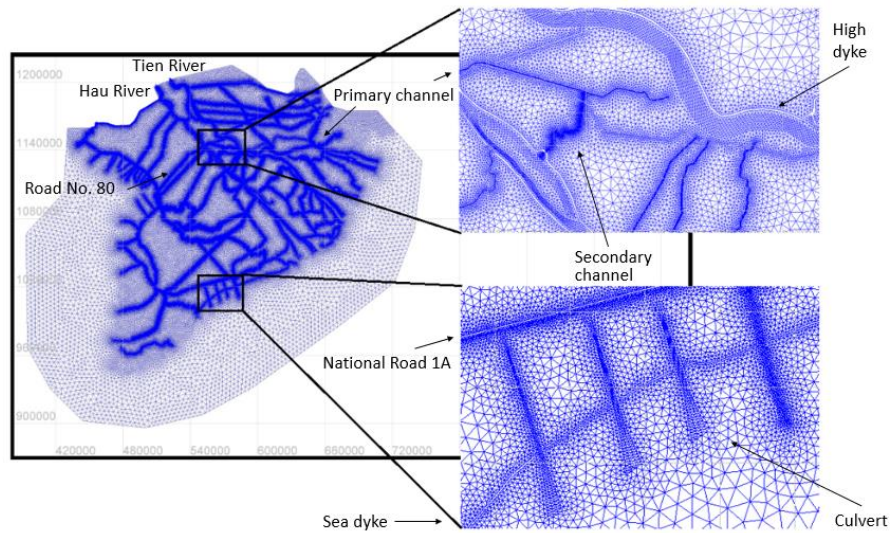 High
dyke
1200000
Tien River
Hau River
Primary channel
1140000
Road No. 80
1080000
Secondary
channel
National Road 1A
900000
420000
480000
540000
600000
660000
720000
Sea dyke
Culvert